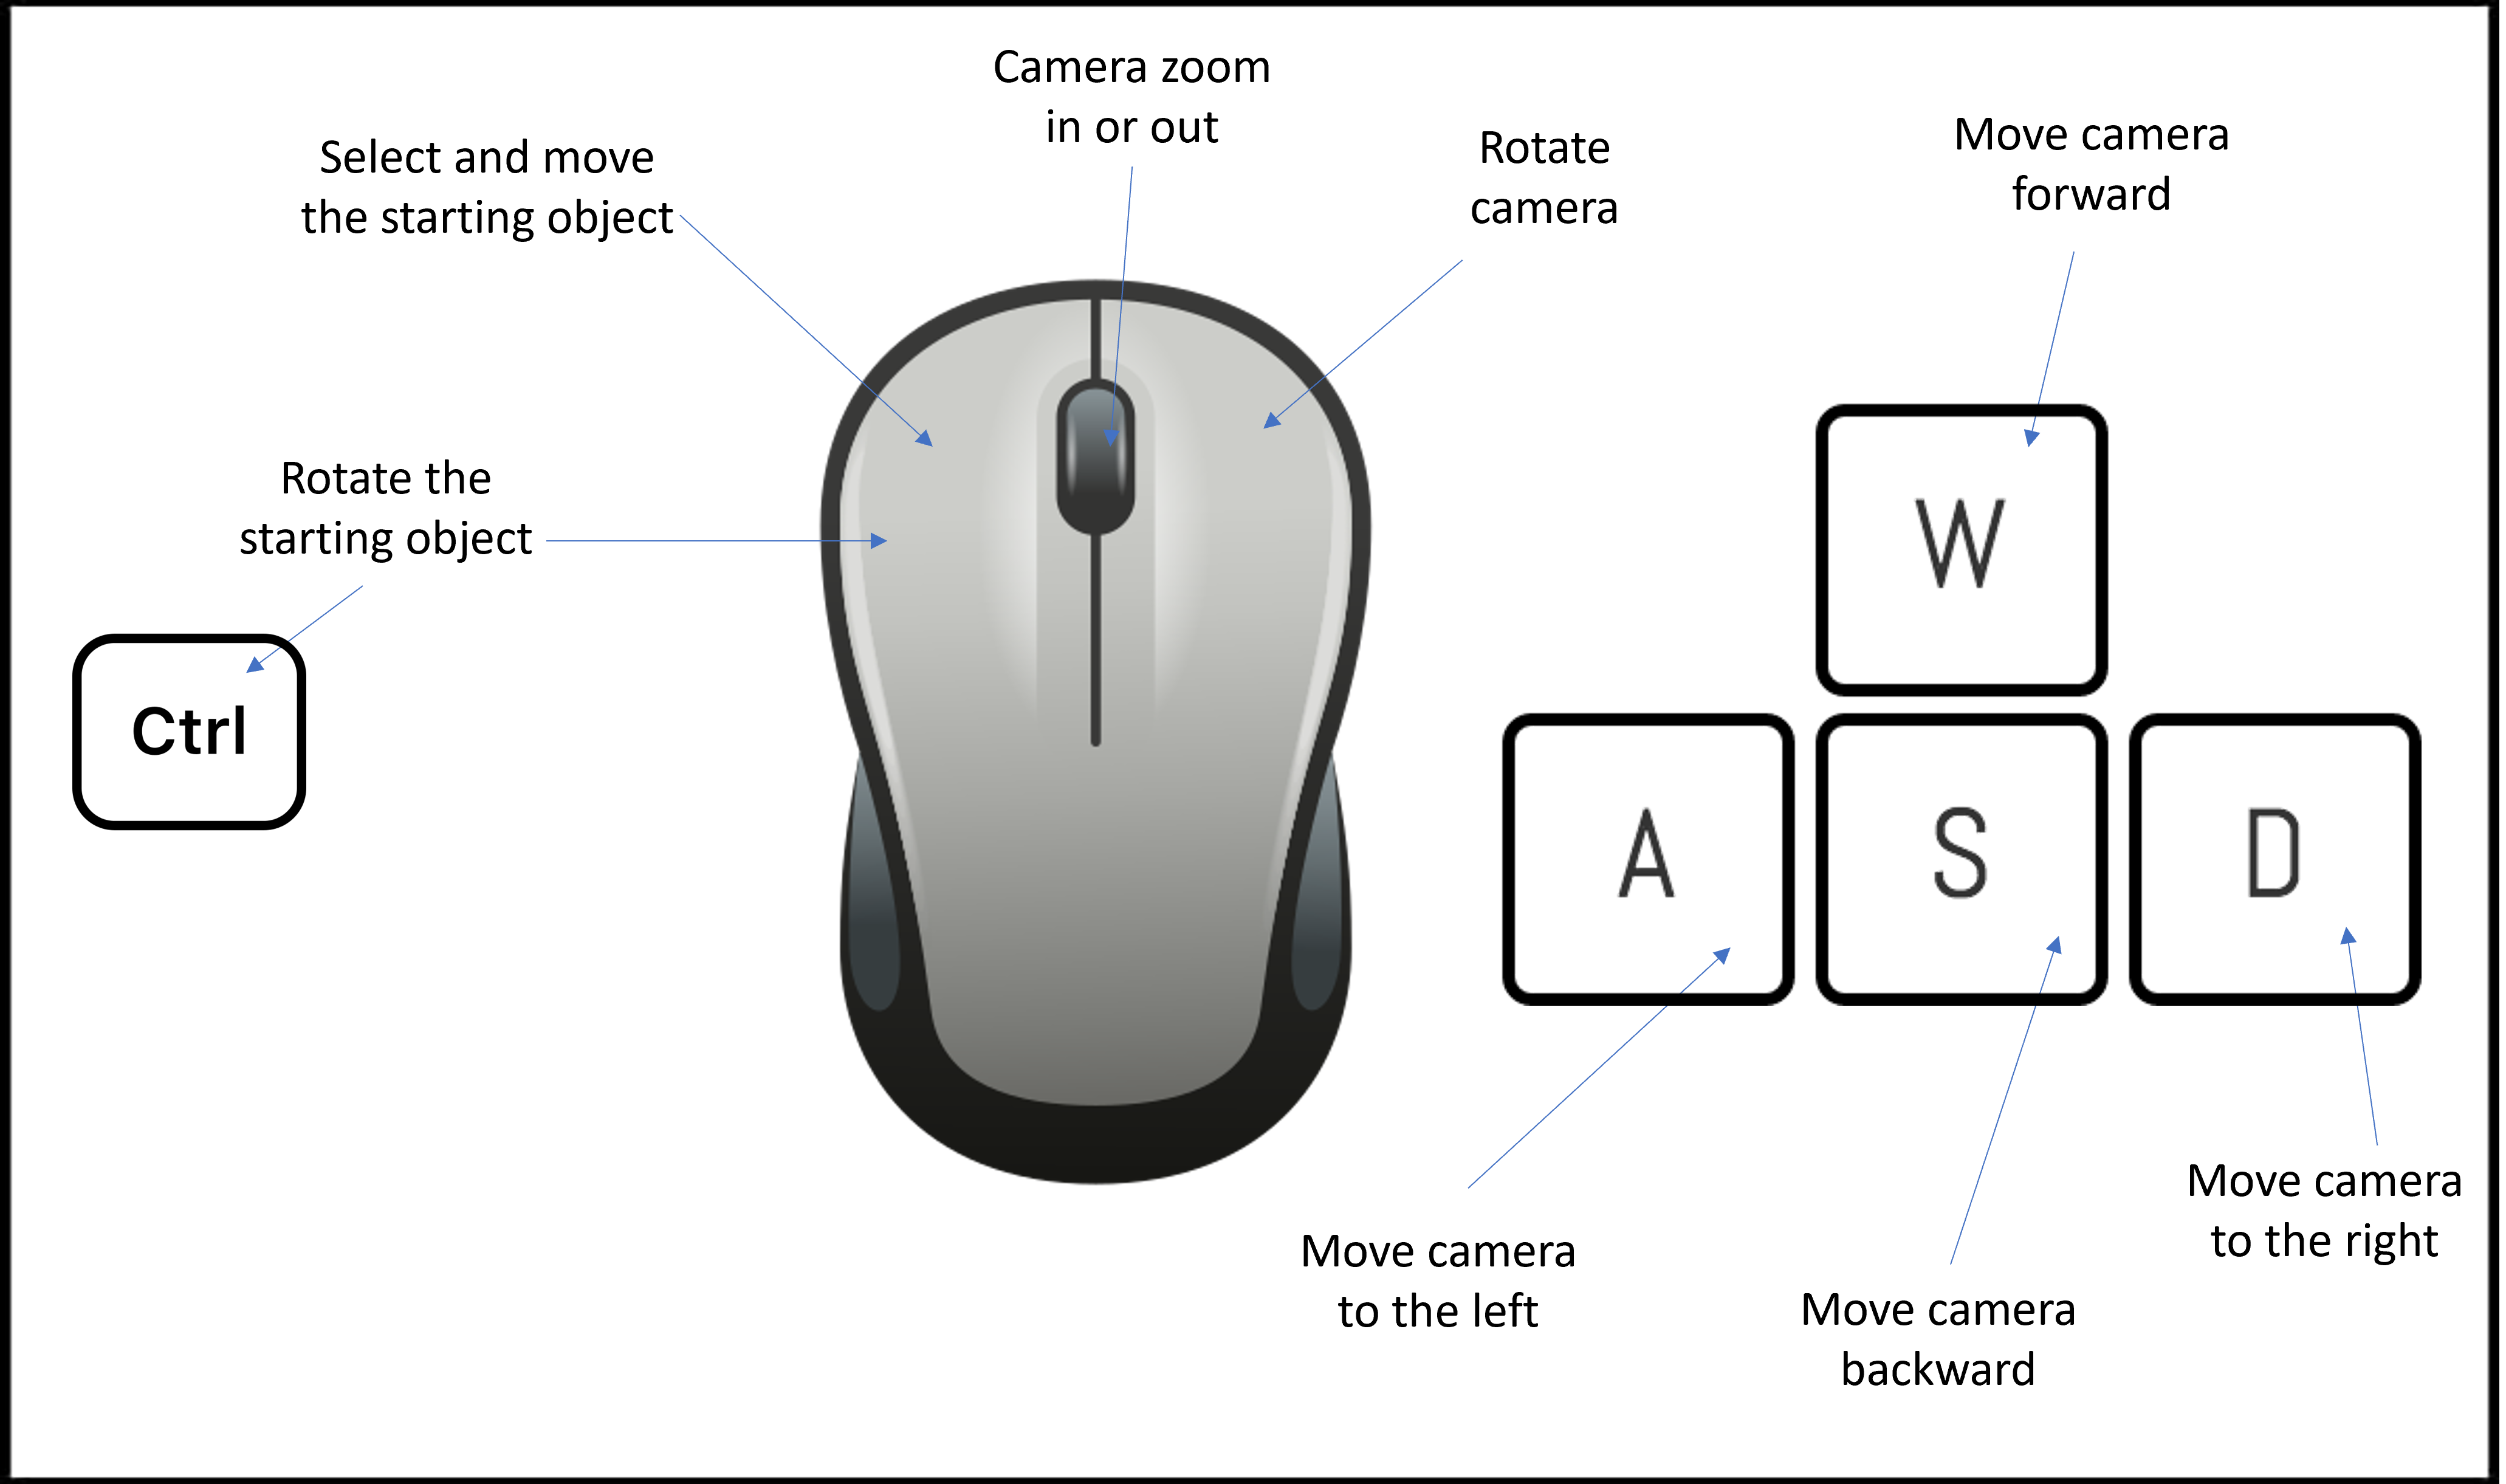 Camera zoom
in or out
Select and move
the starting object
Rotate
camera
Move camera
forward
Rotate the
starting object
Ctrl
W
A
S
D
Move camera
to the left
Move camera
backward
Move camera
to the right